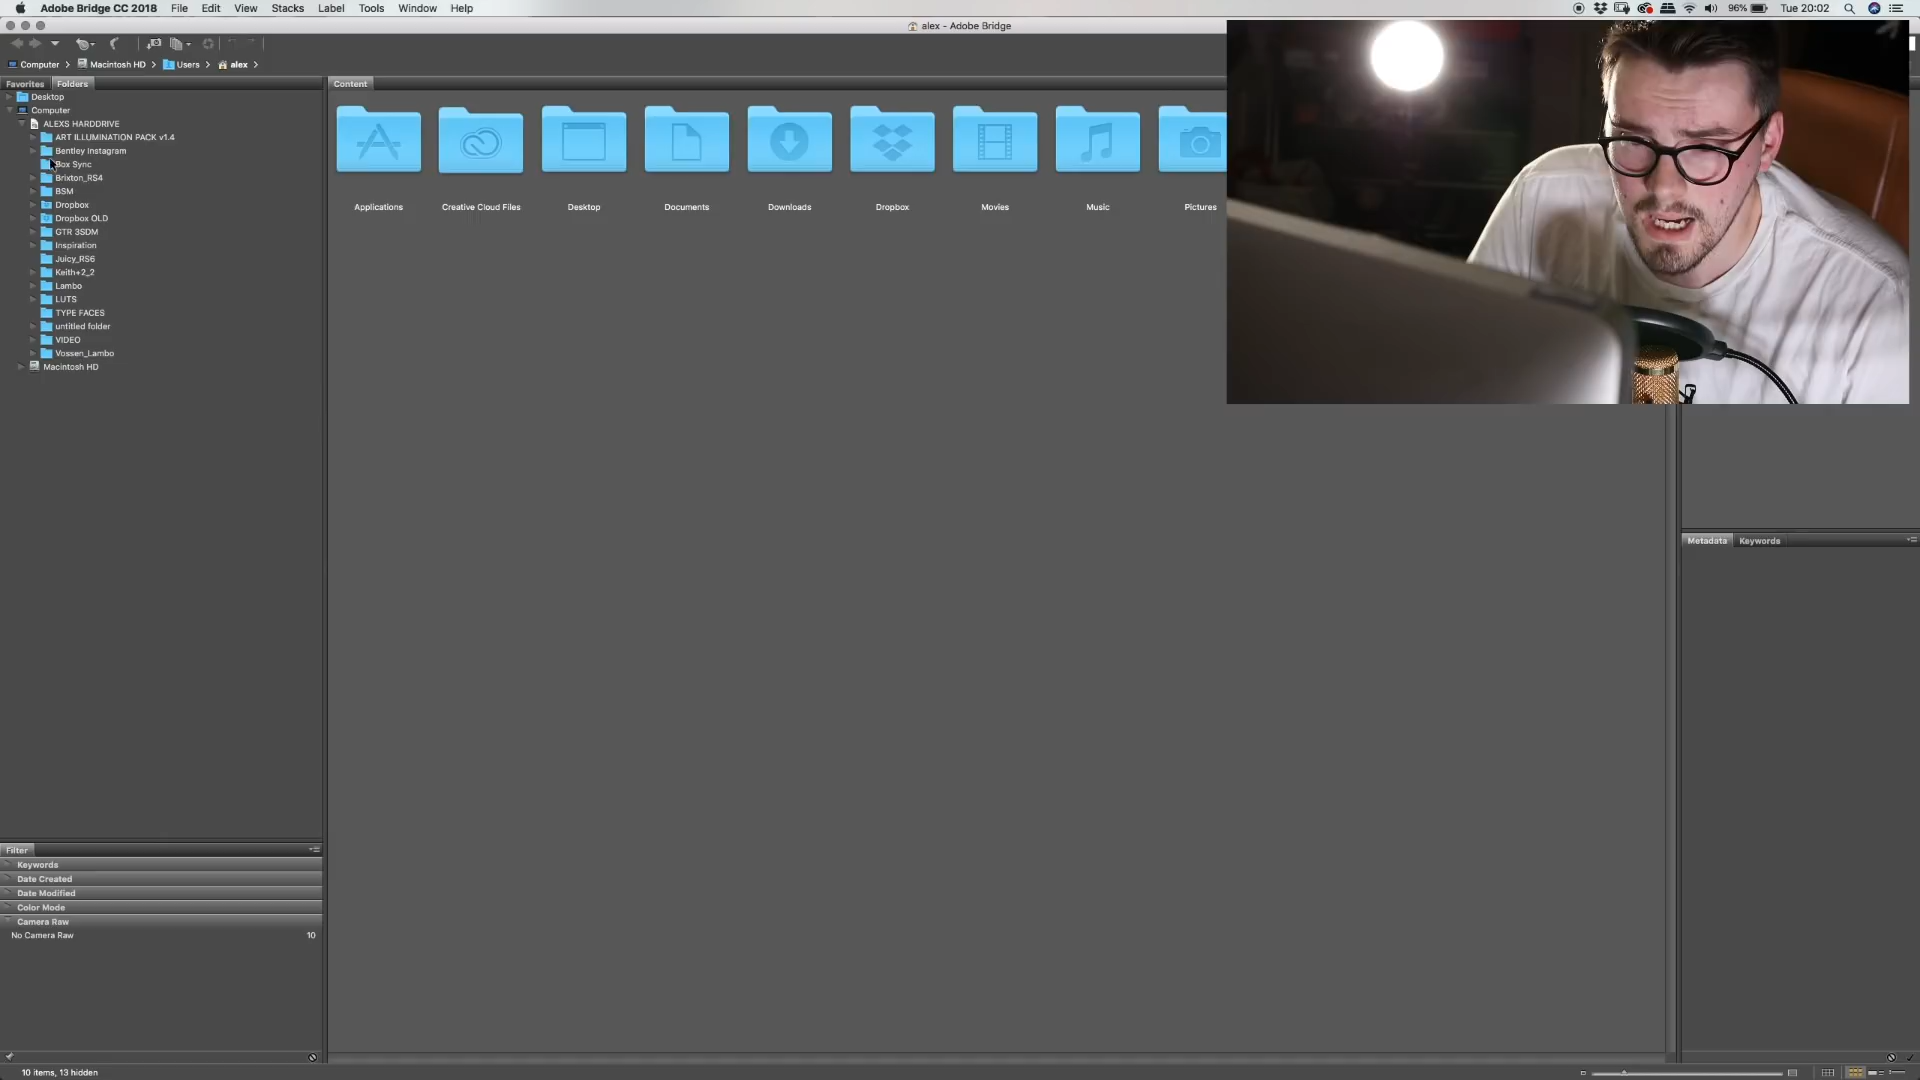 Adobe Bridge CC 2018 File Edit View Stacks Label Tools Window Help 96% Tue 20:02
alex - Adobe Bridge
Computer Macintosh HD Users alex
Favorites Folders Content
Desktop
Computer
ALEXS HARDDRIVE
ART ILLUMINATION PACK v1.4
Bentley Instagram
Box Sync
Brixton_RS4
BSM
Dropbox
Dropbox OLD
GTR 3SDM
Inspiration
Juicy_RS6
Keith+2_2
Lambo
LUTS
TYPE FACES
untitled folder
VIDEO
Vossen_Lambo
Macintosh HD
Applications Creative Cloud Files Desktop Documents Downloads Dropbox Movies Music Pictures
Metadata Keywords
Filter
Keywords
Date Created
Date Modified
Color Mode
Camera Raw
No Camera Raw 10
10 items, 13 hidden